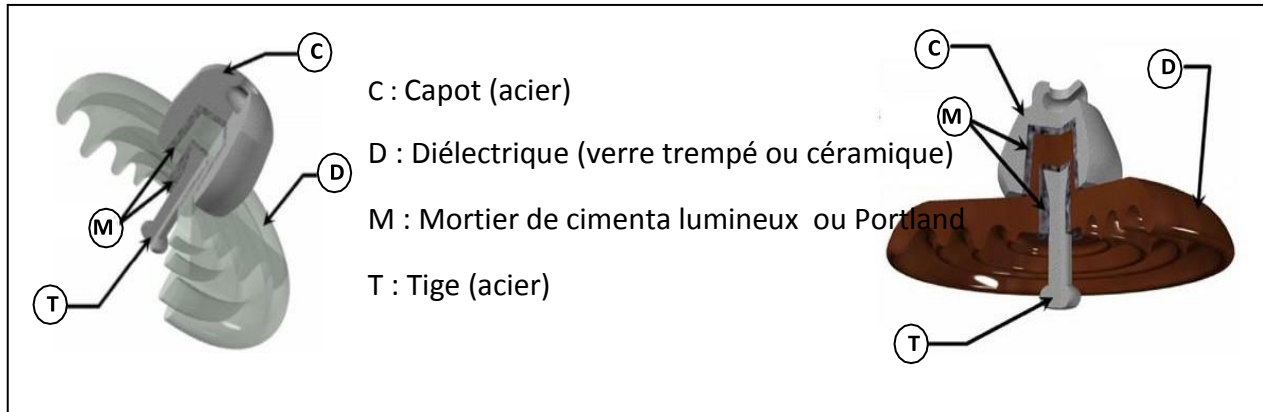 C
C
D
C : Capot (acier)
M
D : Diélectrique (verre trempé ou céramique)
D
M : Mortier de cimenta lumineux ou Portland
M
T : Tige (acier)
T
T